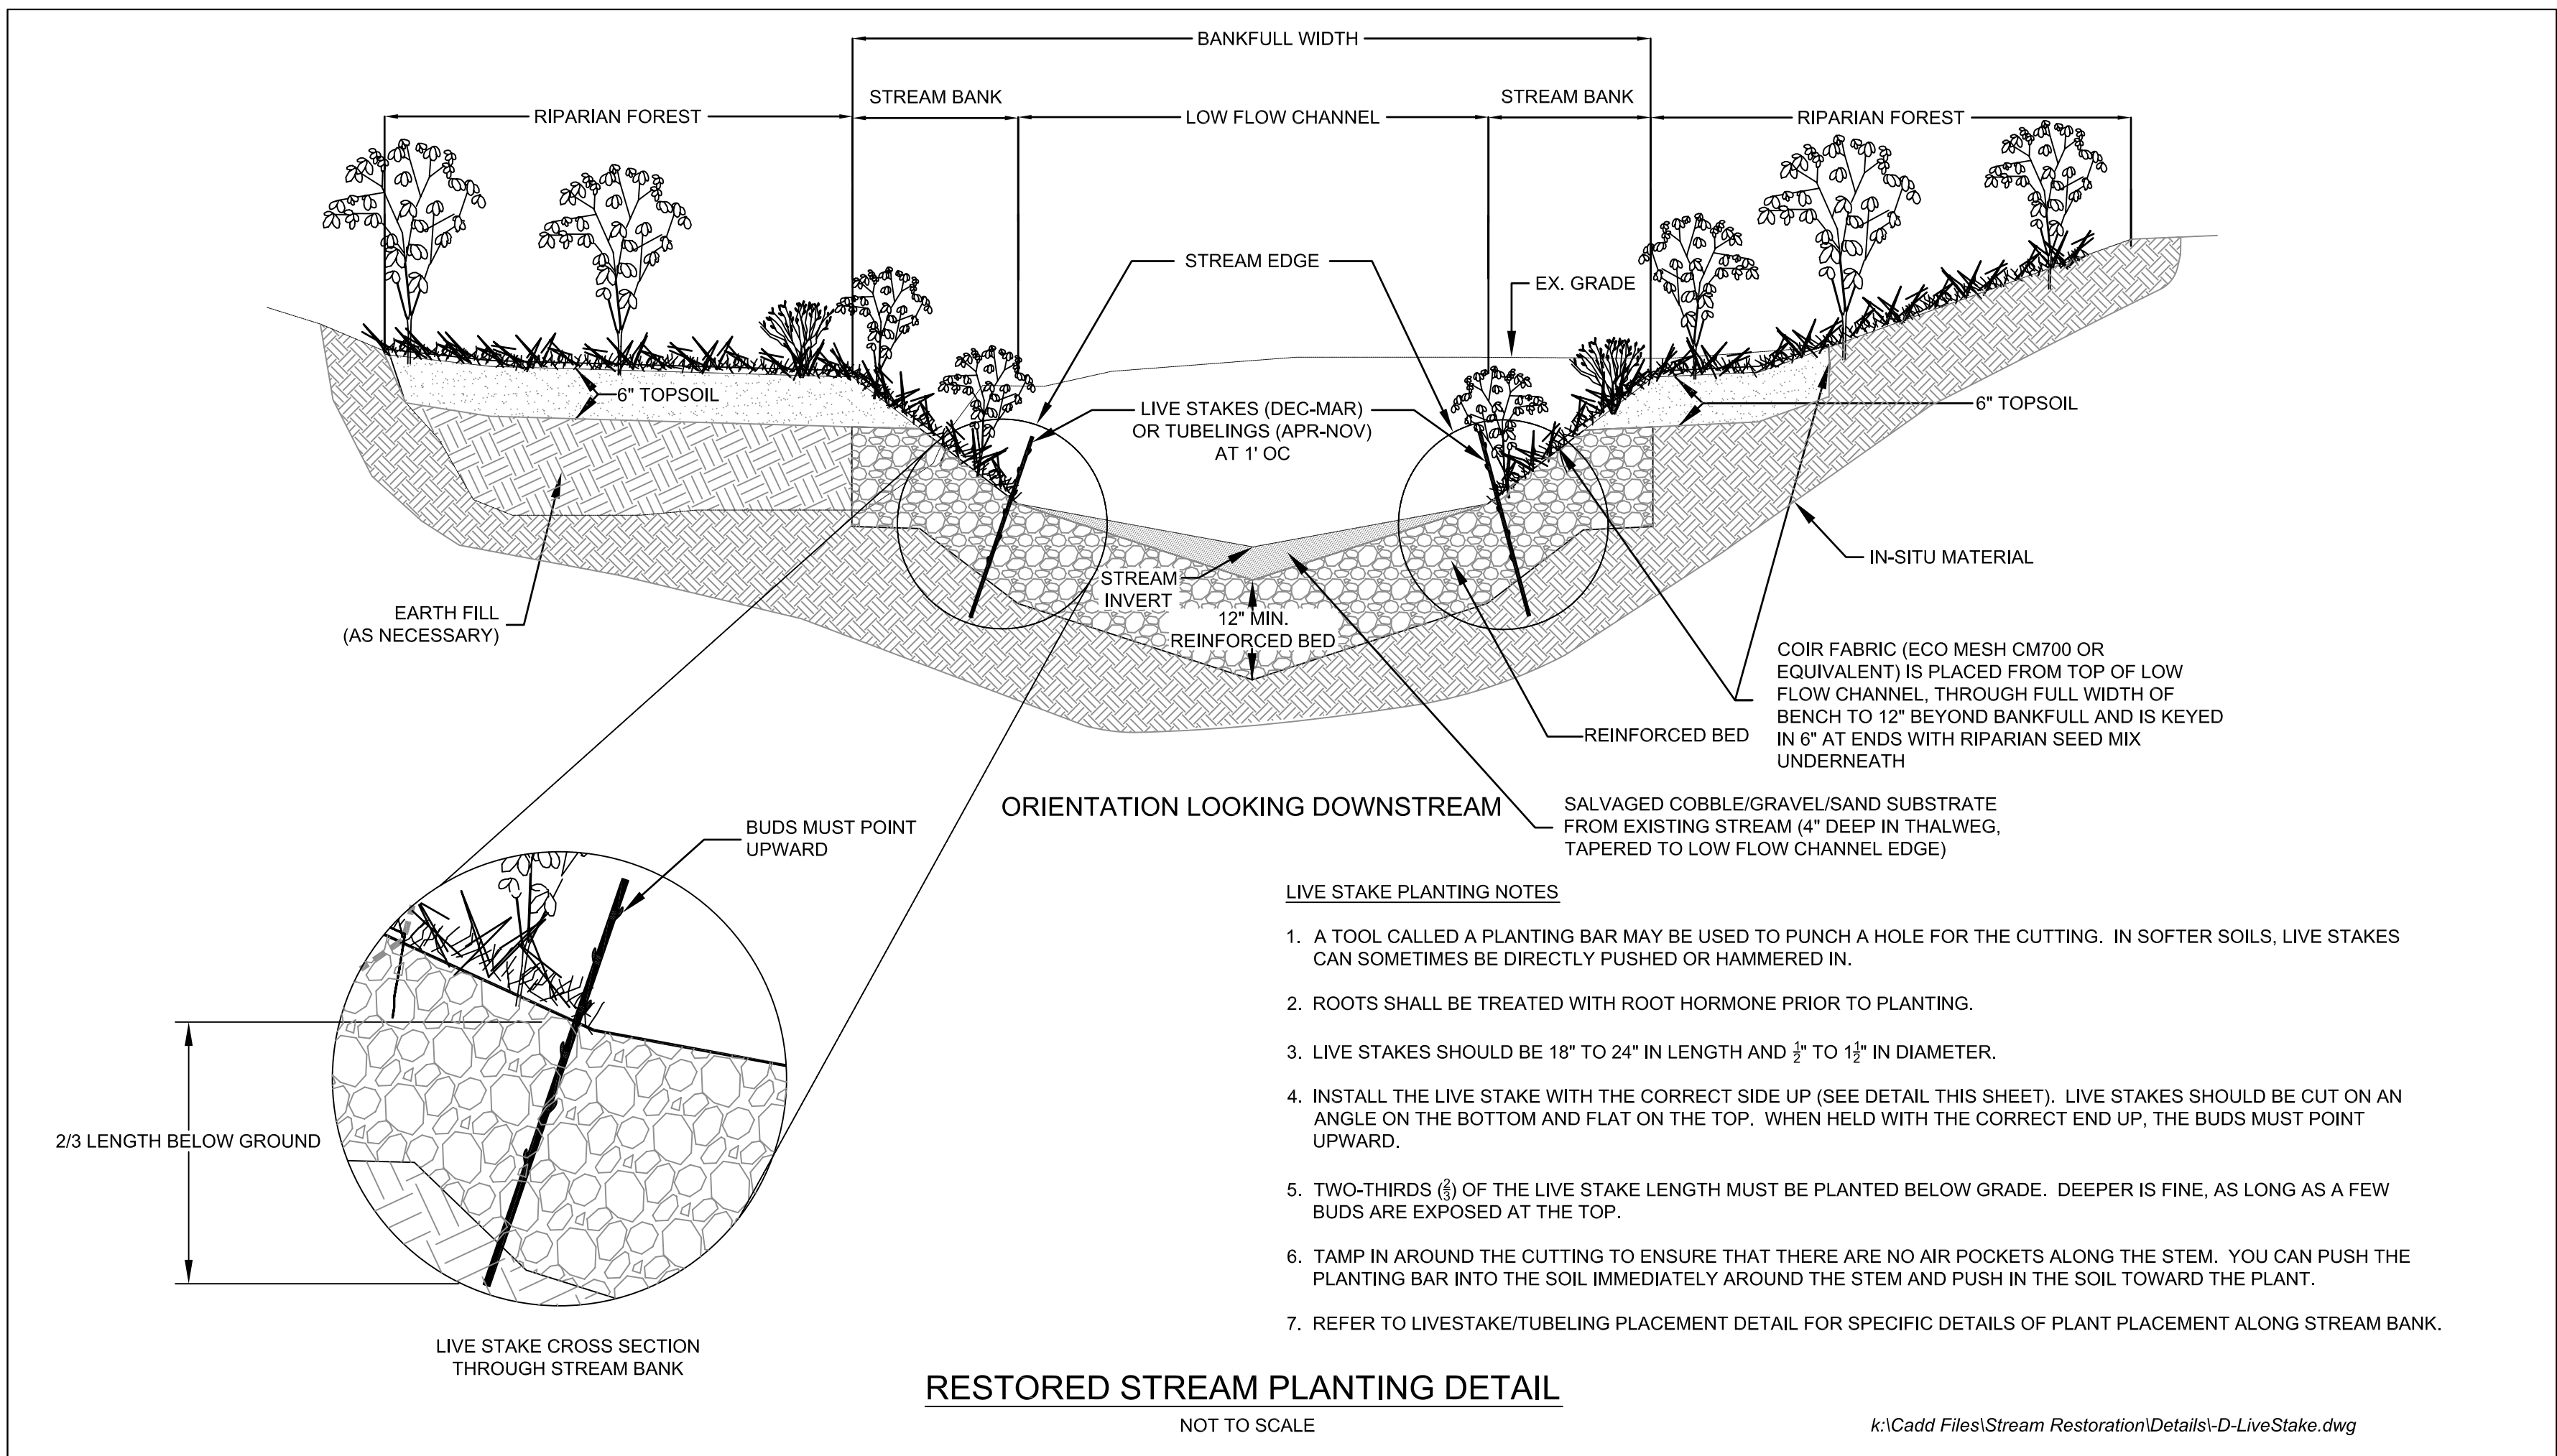 BANKFULL WIDTH
STREAM BANK
STREAM BANK
RIPARIAN FOREST
LOW FLOW CHANNEL
RIPARIAN FOREST
STREAM EDGE
EX. GRADE
6" TOPSOIL
LIVE STAKES (DEC-MAR)
OR TUBELINGS (APR-NOV)
AT 1' OC
6" TOPSOIL
IN-SITU MATERIAL
STREAM
INVERT
EARTH FILL
(AS NECESSARY)
12" MIN.
REINFORCED BED
COIR FABRIC (ECO MESH CM700 OR
EQUIVALENT) IS PLACED FROM TOP OF LOW
FLOW CHANNEL, THROUGH FULL WIDTH OF
BENCH TO 12" BEYOND BANKFULL AND IS KEYED
IN 6" AT ENDS WITH RIPARIAN SEED MIX
UNDERNEATH
REINFORCED BED
ORIENTATION LOOKING DOWNSTREAM
SALVAGED COBBLE/GRAVEL/SAND SUBSTRATE
FROM EXISTING STREAM (4" DEEP IN THALWEG,
TAPERED TO LOW FLOW CHANNEL EDGE)
BUDS MUST POINT
UPWARD
2/3 LENGTH BELOW GROUND
LIVE STAKE CROSS SECTION
THROUGH STREAM BANK
LIVE STAKE PLANTING NOTES
1. A TOOL CALLED A PLANTING BAR MAY BE USED TO PUNCH A HOLE FOR THE CUTTING. IN SOFTER SOILS, LIVE STAKES
CAN SOMETIMES BE DIRECTLY PUSHED OR HAMMERED IN.
2. ROOTS SHALL BE TREATED WITH ROOT HORMONE PRIOR TO PLANTING.
3. LIVE STAKES SHOULD BE 18" TO 24" IN LENGTH AND ½" TO 1½" IN DIAMETER.
4. INSTALL THE LIVE STAKE WITH THE CORRECT SIDE UP (SEE DETAIL THIS SHEET). LIVE STAKES SHOULD BE CUT ON AN
ANGLE ON THE BOTTOM AND FLAT ON THE TOP. WHEN HELD WITH THE CORRECT END UP, THE BUDS MUST POINT
UPWARD.
5. TWO-THIRDS (⅔) OF THE LIVE STAKE LENGTH MUST BE PLANTED BELOW GRADE. DEEPER IS FINE, AS LONG AS A FEW
BUDS ARE EXPOSED AT THE TOP.
6. TAMP IN AROUND THE CUTTING TO ENSURE THAT THERE ARE NO AIR POCKETS ALONG THE STEM. YOU CAN PUSH THE
PLANTING BAR INTO THE SOIL IMMEDIATELY AROUND THE STEM AND PUSH IN THE SOIL TOWARD THE PLANT.
7. REFER TO LIVESTAKE/TUBELING PLACEMENT DETAIL FOR SPECIFIC DETAILS OF PLANT PLACEMENT ALONG STREAM BANK.
RESTORED STREAM PLANTING DETAIL
NOT TO SCALE
k:\Cadd Files\Stream Restoration\Details\-D-LiveStake.dwg